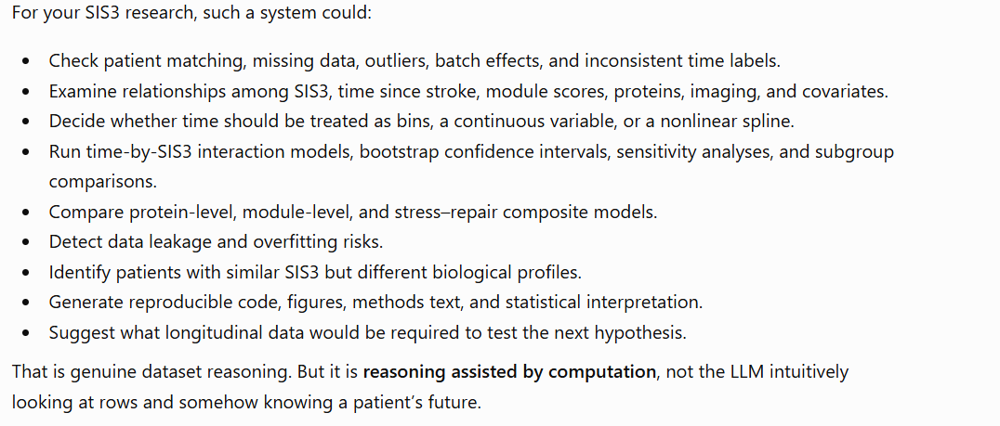 For your SIS3 research, such a system could:
• Check patient matching, missing data, outliers, batch effects, and inconsistent time labels.
• Examine relationships among SIS3, time since stroke, module scores, proteins, imaging, and covariates.
• Decide whether time should be treated as bins, a continuous variable, or a nonlinear spline.
• Run time-by-SIS3 interaction models, bootstrap confidence intervals, sensitivity analyses, and subgroup
comparisons.
• Compare protein-level, module-level, and stress–repair composite models.
• Detect data leakage and overfitting risks.
• Identify patients with similar SIS3 but different biological profiles.
• Generate reproducible code, figures, methods text, and statistical interpretation.
• Suggest what longitudinal data would be required to test the next hypothesis.
That is genuine dataset reasoning. But it is reasoning assisted by computation, not the LLM intuitively
looking at rows and somehow knowing a patient’s future.